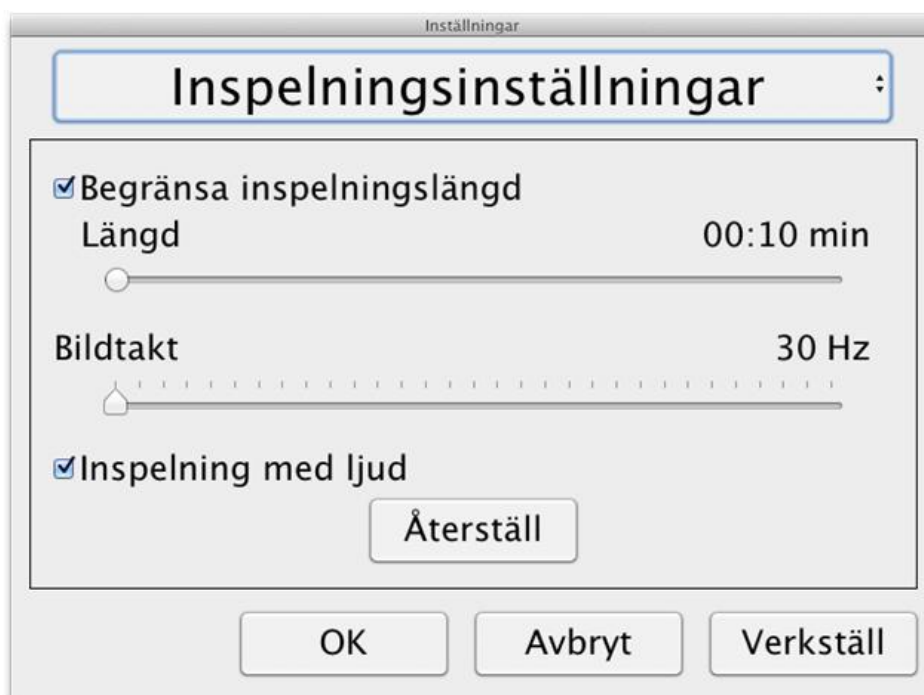 Inställningar
Inspelningsinställningar
Begränsa inspelningslängd
Längd 00:10 min
Bildtakt 30 Hz
Inspelning med ljud
Återställ
OK Avbryt Verkställ